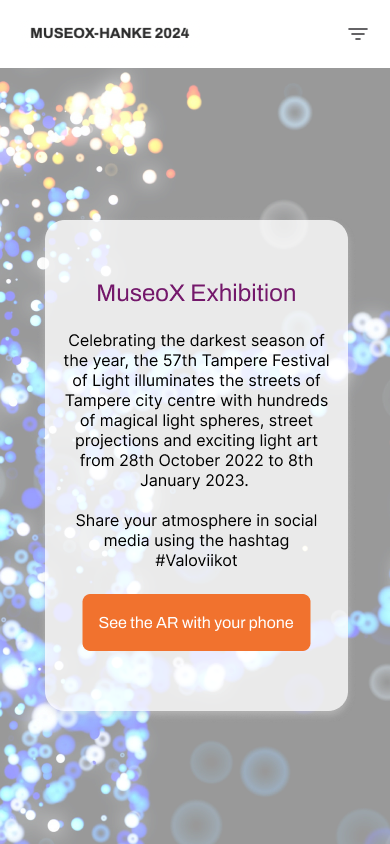 MUSEOX-HANKE 2024
MuseoX Exhibition
Celebrating the darkest season of
the year, the 57th Tampere Festival
of Light illuminates the streets of
Tampere city centre with hundreds
of magical light spheres, street
projections and exciting light art
from 28th October 2022 to 8th
January 2023.
Share your atmosphere in social
media using the hashtag
#Valoviikot
See the AR with your phone